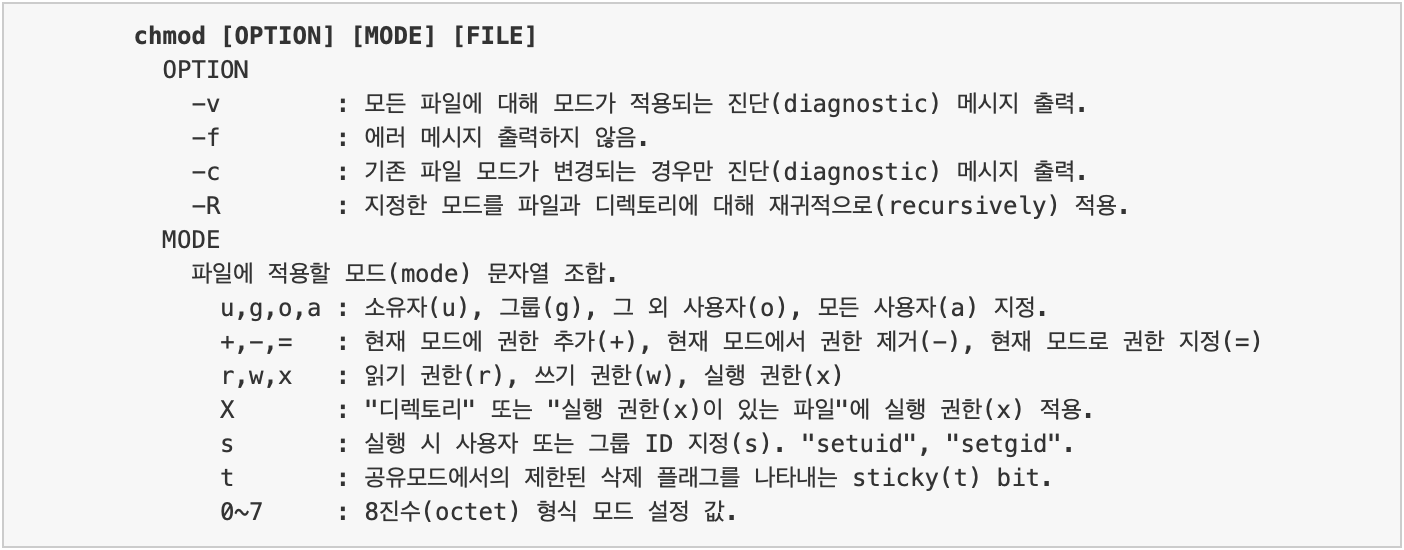 chmod [OPTION] [MODE] [FILE]
OPTION
-v : 모든 파일에 대해 모드가 적용되는 진단(diagnostic) 메시지 출력.
-f : 에러 메시지 출력하지 않음.
-c : 기존 파일 모드가 변경되는 경우만 진단(diagnostic) 메시지 출력.
-R : 지정한 모드를 파일과 디렉토리에 대해 재귀적으로(recursively) 적용.
MODE
파일에 적용할 모드(mode) 문자열 조합.
u,g,o,a : 소유자(u), 그룹(g), 그 외 사용자(o), 모든 사용자(a) 지정.
+,-,= : 현재 모드에 권한 추가(+), 현재 모드에서 권한 제거(-), 현재 모드로 권한 지정(=)
r,w,x : 읽기 권한(r), 쓰기 권한(w), 실행 권한(x)
X : "디렉토리" 또는 "실행 권한(x)이 있는 파일"에 실행 권한(x) 적용.
s : 실행 시 사용자 또는 그룹 ID 지정(s). "setuid", "setgid".
t : 공유모드에서의 제한된 삭제 플래그를 나타내는 sticky(t) bit.
0~7 : 8진수(octet) 형식 모드 설정 값.